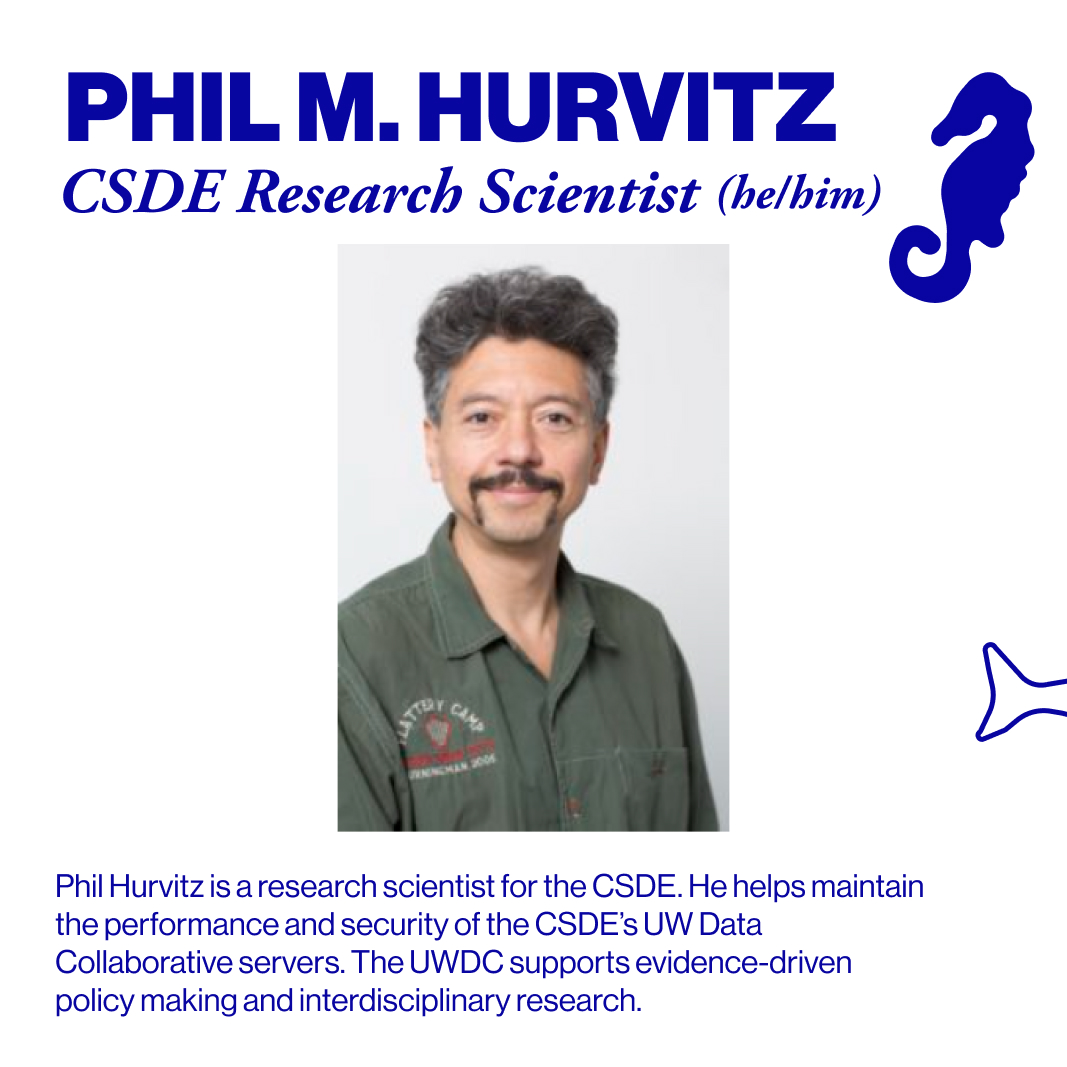 PHIL M. HURVITZ
CSDE Research Scientist (he/him)
CAMP
Phil Hurvitz is a research scientist for the CSDE. He helps maintain
the performance and security of the CSDE’s UW Data
Collaborative servers. The UWDC supports evidence-driven
policy making and interdisciplinary research.